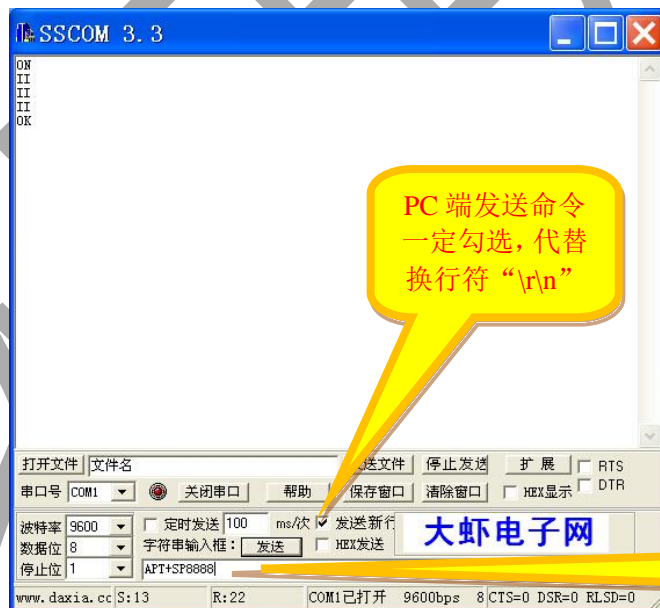 SSCOM 3.3
ON
II
II
II
OK
PC 端发送命令
一定勾选，代替
换行符“\r\n”
打开文件 文件名 送文件 停止发送 扩 展 RTS
串口号 COM1 关闭串口 帮助 保存窗口 清除窗口 HEX显示 DTR
波特率 9600 定时发送 100 ms/次 发送新行
数据位 8 字符串输入框： 发送 HEX发送
大虾电子网
停止位 1 APT+SP8888
www.daxia.cc S:13 R:22 COM1已打开 9600bps 8 CTS=0 DSR=0 RLSD=0